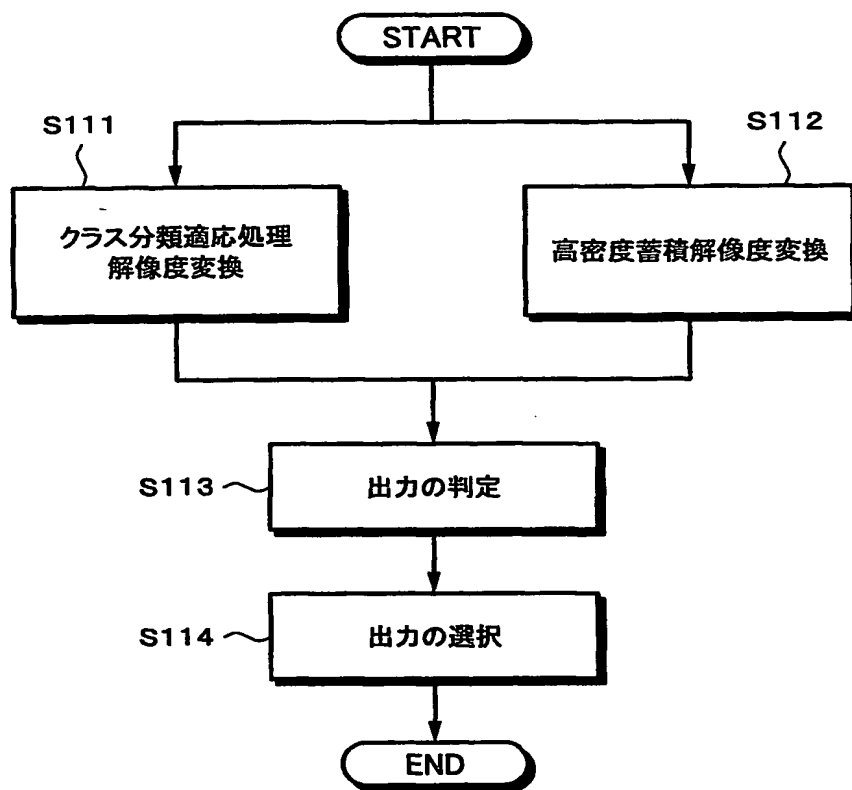 START
S111
S112
クラス分類適応処理
解像度変換
高密度蓄積解像度変換
S113
出力の判定
S114
出力の選択
END